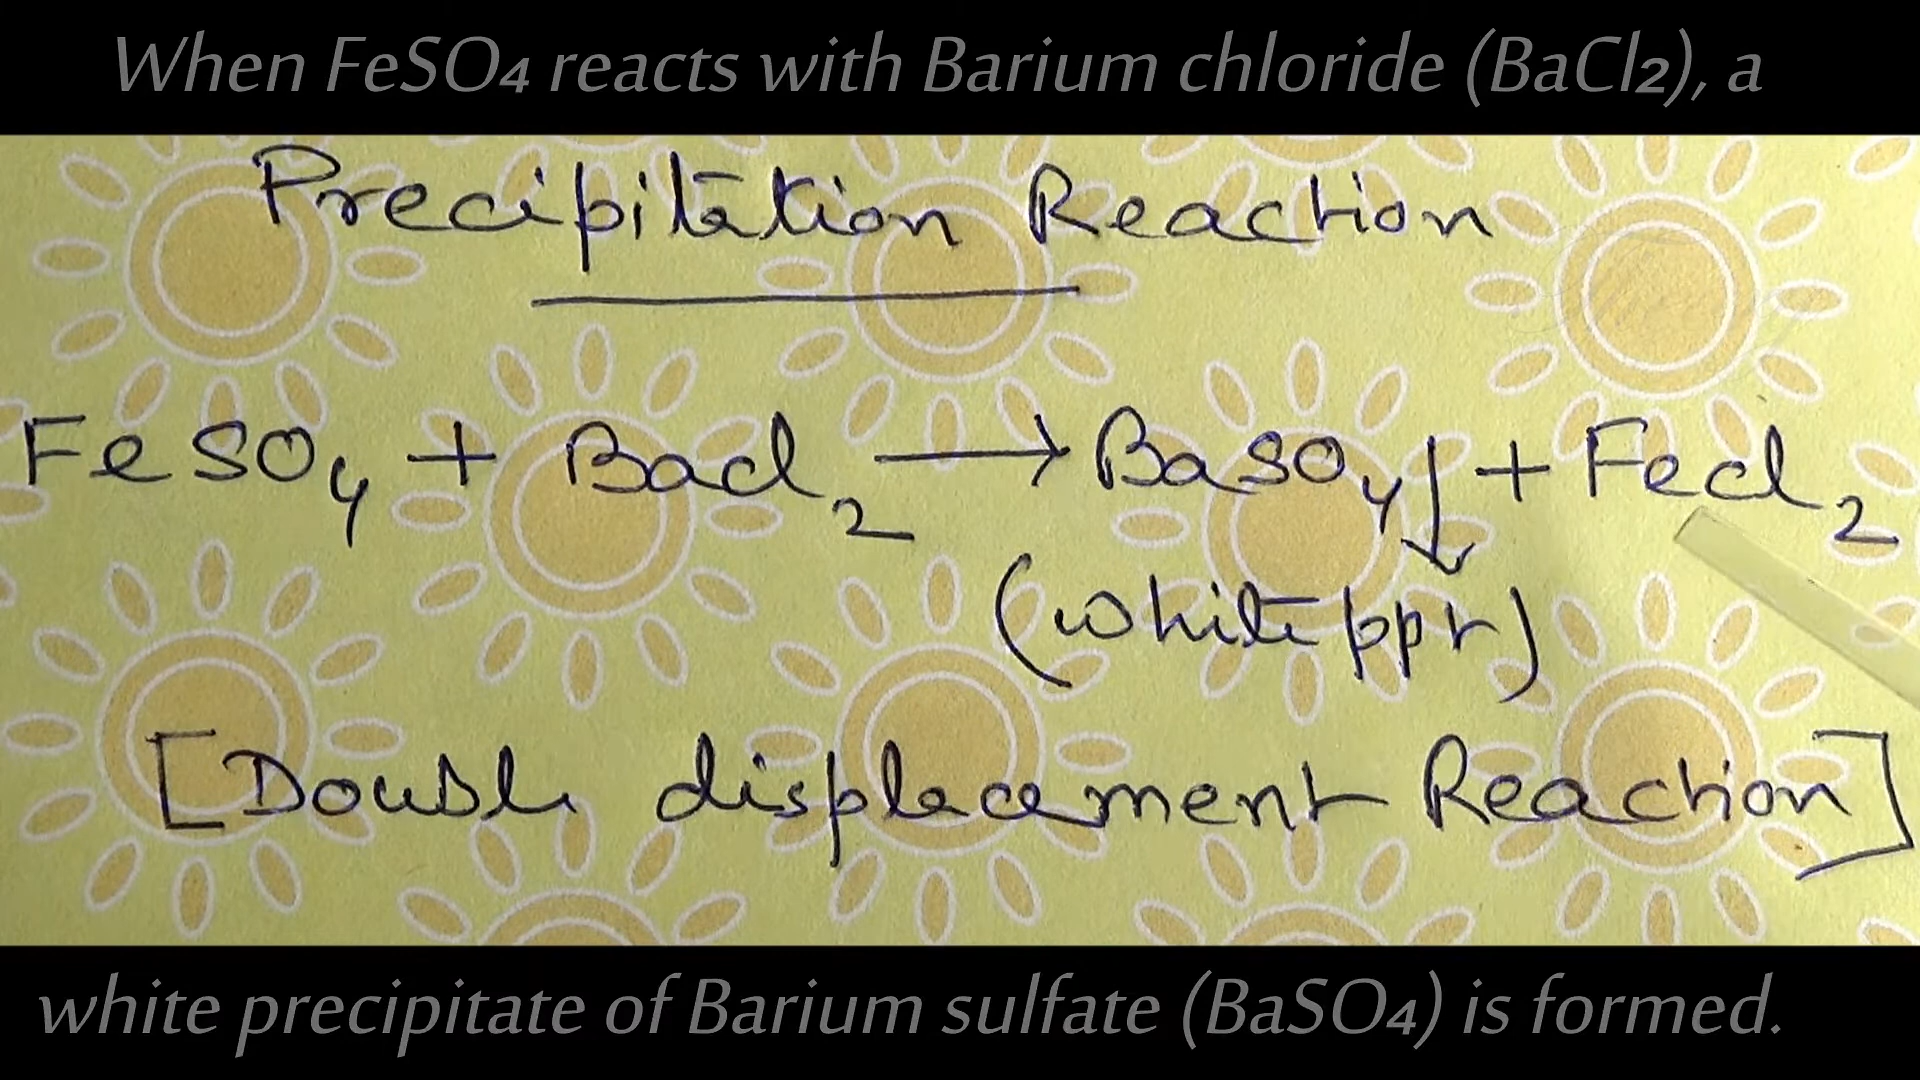 When FeSO4 reacts with Barium chloride (BaCl2), a
Precipitation Reaction
FeSO4 + Bacl2 → BaSO4↓ + Fecl2
(white ppt)
[Double displacement Reaction]
white precipitate of Barium sulfate (BaSO4) is formed.